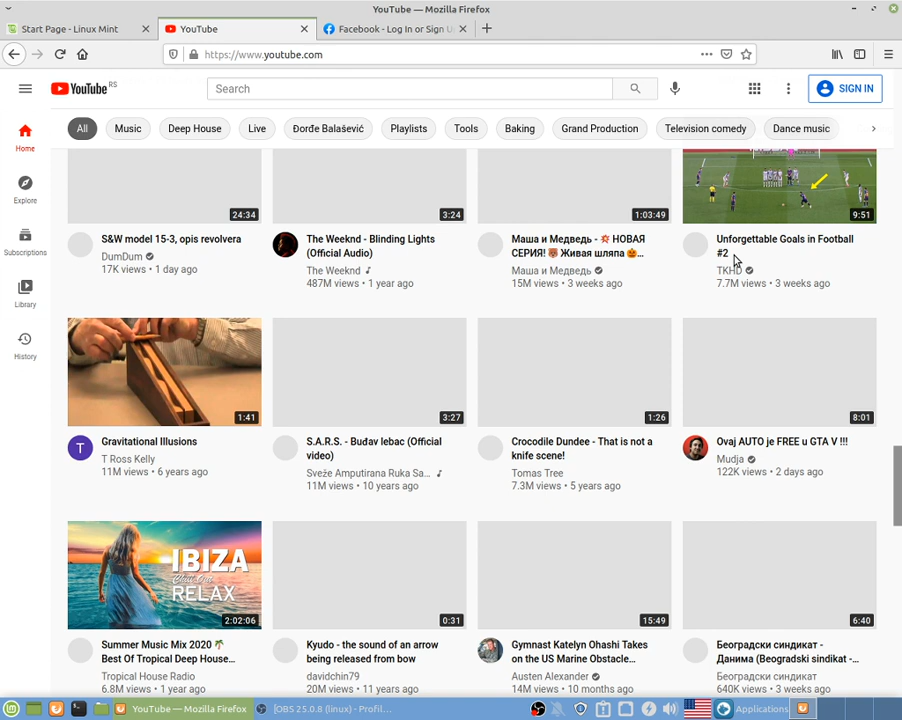 YouTube — Mozilla Firefox
Start Page - Linux Mint
YouTube
Facebook - Log In or Sign U
https://www.youtube.com
YouTube RS
Search
SIGN IN
All
Music
Deep House
Live
Đorđe Balašević
Playlists
Tools
Baking
Grand Production
Television comedy
Dance music
Home
Explore
Subscriptions
Library
History
24:34
S&W model 15-3, opis revolvera
DumDum
17K views • 1 day ago
3:24
The Weeknd - Blinding Lights
(Official Audio)
The Weeknd
487M views • 1 year ago
1:03:49
Маша и Медведь - НОВАЯ
СЕРИЯ! Живая шляпа ...
Маша и Медведь
15M views • 3 weeks ago
9:51
Unforgettable Goals in Football
#2
TKHD
7.7M views • 3 weeks ago
1:41
T
Gravitational Illusions
T Ross Kelly
11M views • 6 years ago
3:27
S.A.R.S. - Buđav lebac (Official
video)
Sveže Amputirana Ruka Sa...
11M views • 10 years ago
1:26
Crocodile Dundee - That is not a
knife scene!
Tomas Tree
7.3M views • 5 years ago
8:01
Ovaj AUTO je FREE u GTA V !!!
Mudja
122K views • 2 days ago
IBIZA
Chill Out
RELAX
2:02:06
Summer Music Mix 2020
Best Of Tropical Deep House...
Tropical House Radio
6.8M views • 1 year ago
0:31
Kyudo - the sound of an arrow
being released from bow
davidchin79
20M views • 11 years ago
15:49
Gymnast Katelyn Ohashi Takes
on the US Marine Obstacle...
Austen Alexander
14M views • 10 months ago
6:40
Београдски синдикат -
Данима (Beogradski sindikat -...
Београдски синдикат
640K views • 3 weeks ago
YouTube — Mozilla Firefox
[OBS 25.0.8 (linux) - Profil...
Applications